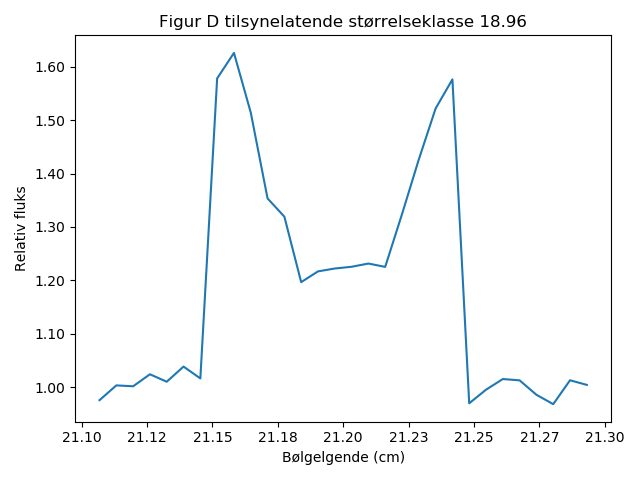 Figur D tilsynelatende størrelseklasse 18.96
1.60
1.50
1.40
1.30
1.20
1.10
1.00
Relativ fluks
21.10 21.12 21.15 21.18 21.20 21.23 21.25 21.27 21.30
Bølgelgende (cm)